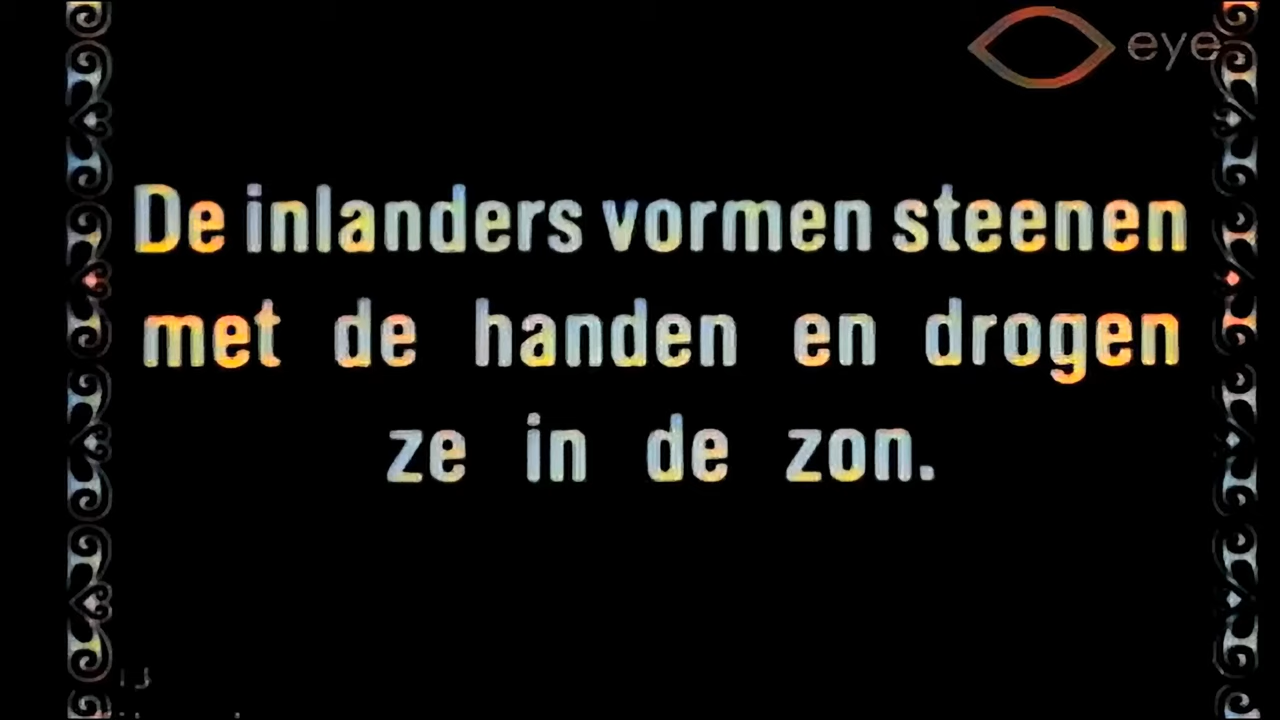 eye
De inlanders vormen steenen
met de handen en drogen
ze in de zon.